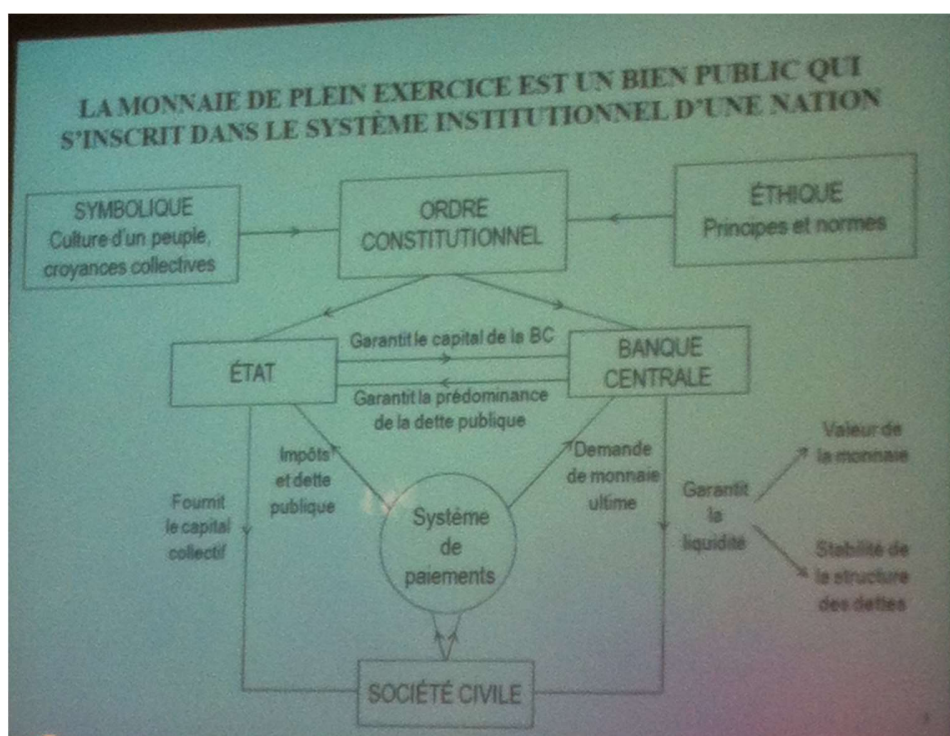 LA MONNAIE DE PLEIN EXERCICE EST UN BIEN PUBLIC QUI
S'INSCRIT DANS LE SYSTÈME INSTITUTIONNEL D'UNE NATION
SYMBOLIQUE
Culture d'un peuple,
croyances collectives
ORDRE
CONSTITUTIONNEL
ÉTHIQUE
Principes et normes
ÉTAT
Garantit le capital de la BC
Garantit la prédominance
de la dette publique
BANQUE
CENTRALE
Impôts
et dette
publique
Demande
de monnaie
ultime
Valeur de
la monnaie
Fournit
le capital
collectif
Système
de
paiements
Garantit
la
liquidité
Stabilité de
la structure
des dettes
SOCIÉTÉ CIVILE